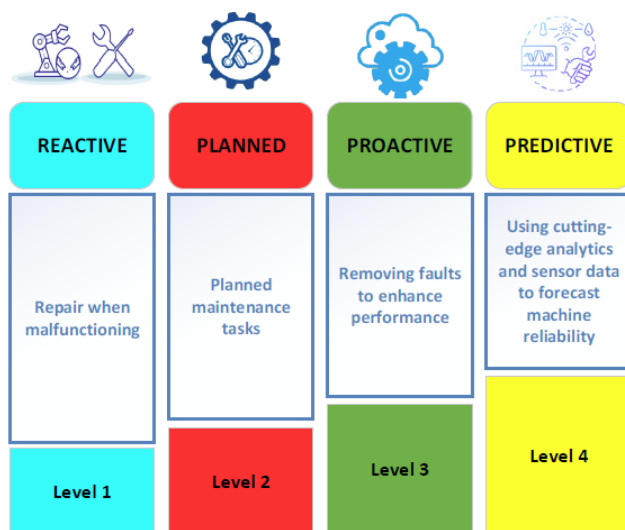 REACTIVE
PLANNED
PROACTIVE
PREDICTIVE
Repair when
malfunctioning
Planned
maintenance
tasks
Removing faults
to enhance
performance
Using cutting-
edge analytics
and sensor data
to forecast
machine
reliability
Level 1
Level 2
Level 3
Level 4